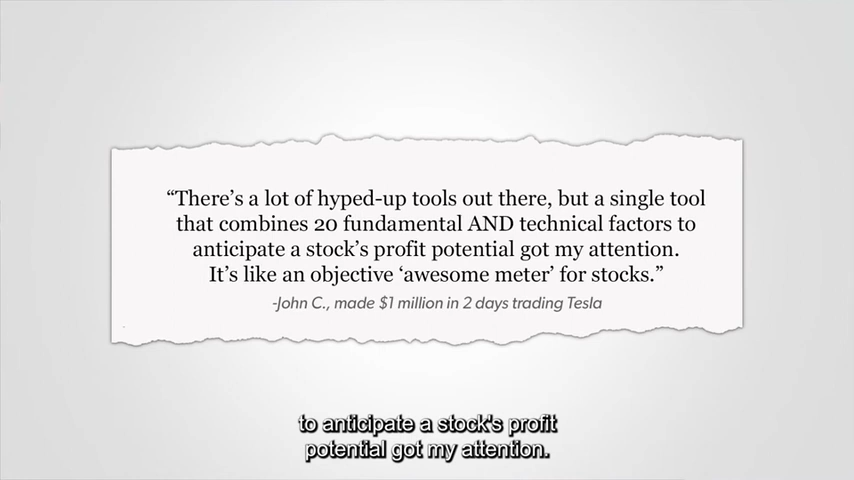 “There’s a lot of hyped-up tools out there, but a single tool
that combines 20 fundamental AND technical factors to
anticipate a stock’s profit potential got my attention.
It’s like an objective ‘awesome meter’ for stocks.”
-John C., made $1 million in 2 days trading Tesla
to anticipate a stock's profit
potential got my attention.